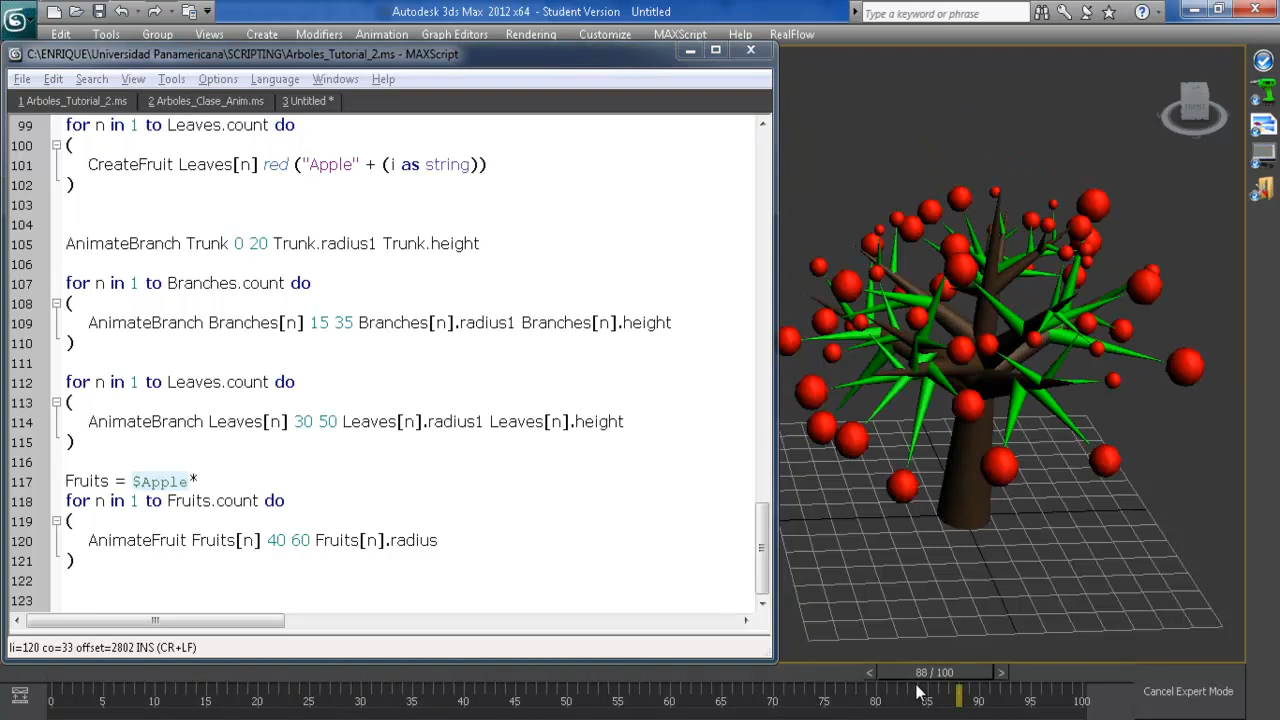 Autodesk 3ds Max 2012 x64 - Student Version Untitled
Type a keyword or phrase
Edit Tools Group Views Create Modifiers Animation Graph Editors Rendering Customize MAXScript Help RealFlow
C:\ENRIQUE\Universidad Panamericana\SCRIPTING\Arboles_Tutorial_2.ms - MAXScript
File Edit Search View Tools Options Language Windows Help
1 Arboles_Tutorial_2.ms 2 Arboles_Clase_Anim.ms 3 Untitled *
99 for n in 1 to Leaves.count do
100 (
101 CreateFruit Leaves[n] red ("Apple" + (i as string))
102 )
103
104
105 AnimateBranch Trunk 0 20 Trunk.radius1 Trunk.height
106
107 for n in 1 to Branches.count do
108 (
109 AnimateBranch Branches[n] 15 35 Branches[n].radius1 Branches[n].height
110 )
111
112 for n in 1 to Leaves.count do
113 (
114 AnimateBranch Leaves[n] 30 50 Leaves[n].radius1 Leaves[n].height
115 )
116
117 Fruits = $Apple*
118 for n in 1 to Fruits.count do
119 (
120 AnimateFruit Fruits[n] 40 60 Fruits[n].radius
121 )
122
123
li=120 co=33 offset=2802 INS (CR+LF)
FRONT
< 88 / 100 >
0 5 10 15 20 25 30 35 40 45 50 55 60 65 70 75 80 85 90 95 100
Cancel Expert Mode